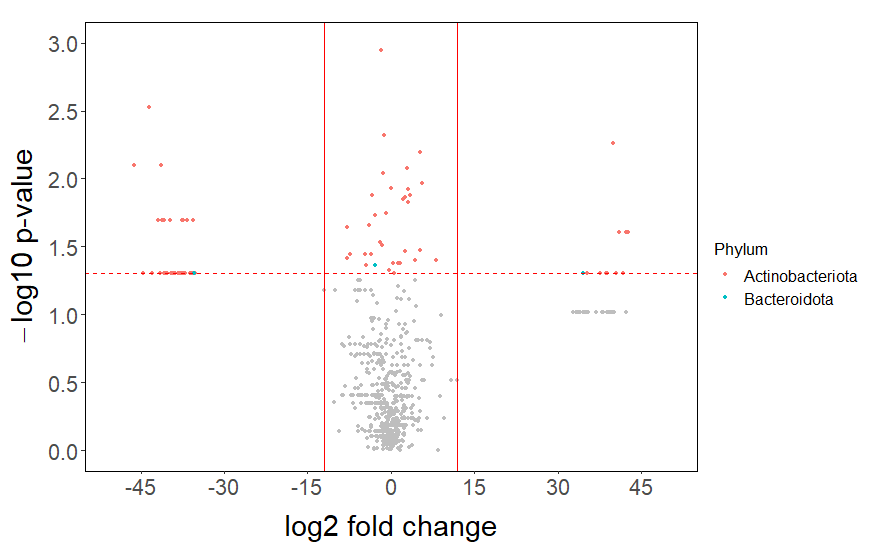 3.0
2.5
2.0
1.5
1.0
0.5
0.0
−log10 p-value
-45 -30 -15 0 15 30 45
log2 fold change
Phylum
Actinobacteriota
Bacteroidota